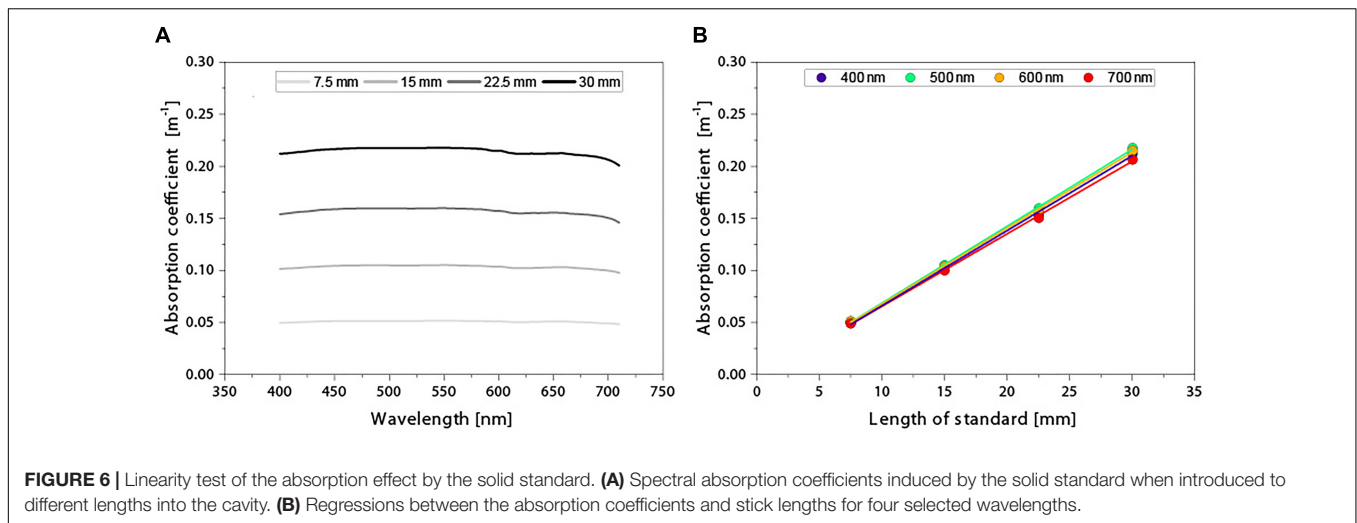 A
0.30
0.25
0.20
0.15
0.10
0.05
0.00
Absorption coefficient [m⁻¹]
7.5 mm 15 mm 22.5 mm 30 mm
350 400 450 500 550 600 650 700 750
Wavelength [nm]
B
0.30
0.25
0.20
0.15
0.10
0.05
0.00
Absorption coefficient [m⁻¹]
400 nm 500 nm 600 nm 700 nm
0 5 10 15 20 25 30 35
Length of standard [mm]
FIGURE 6 | Linearity test of the absorption effect by the solid standard. (A) Spectral absorption coefficients induced by the solid standard when introduced to
different lengths into the cavity. (B) Regressions between the absorption coefficients and stick lengths for four selected wavelengths.